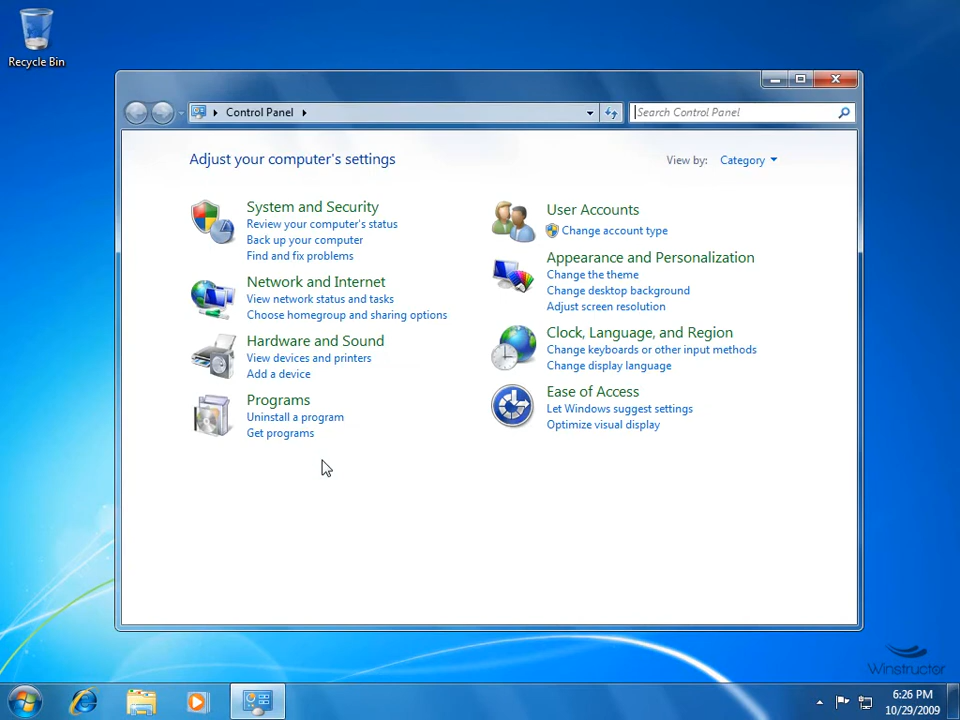 Recycle Bin
Control Panel
Search Control Panel
Adjust your computer's settings
View by: Category
System and Security
Review your computer's status
Back up your computer
Find and fix problems
Network and Internet
View network status and tasks
Choose homegroup and sharing options
Hardware and Sound
View devices and printers
Add a device
Programs
Uninstall a program
Get programs
User Accounts
Change account type
Appearance and Personalization
Change the theme
Change desktop background
Adjust screen resolution
Clock, Language, and Region
Change keyboards or other input methods
Change display language
Ease of Access
Let Windows suggest settings
Optimize visual display
Winstructor
6:26 PM
10/29/2009